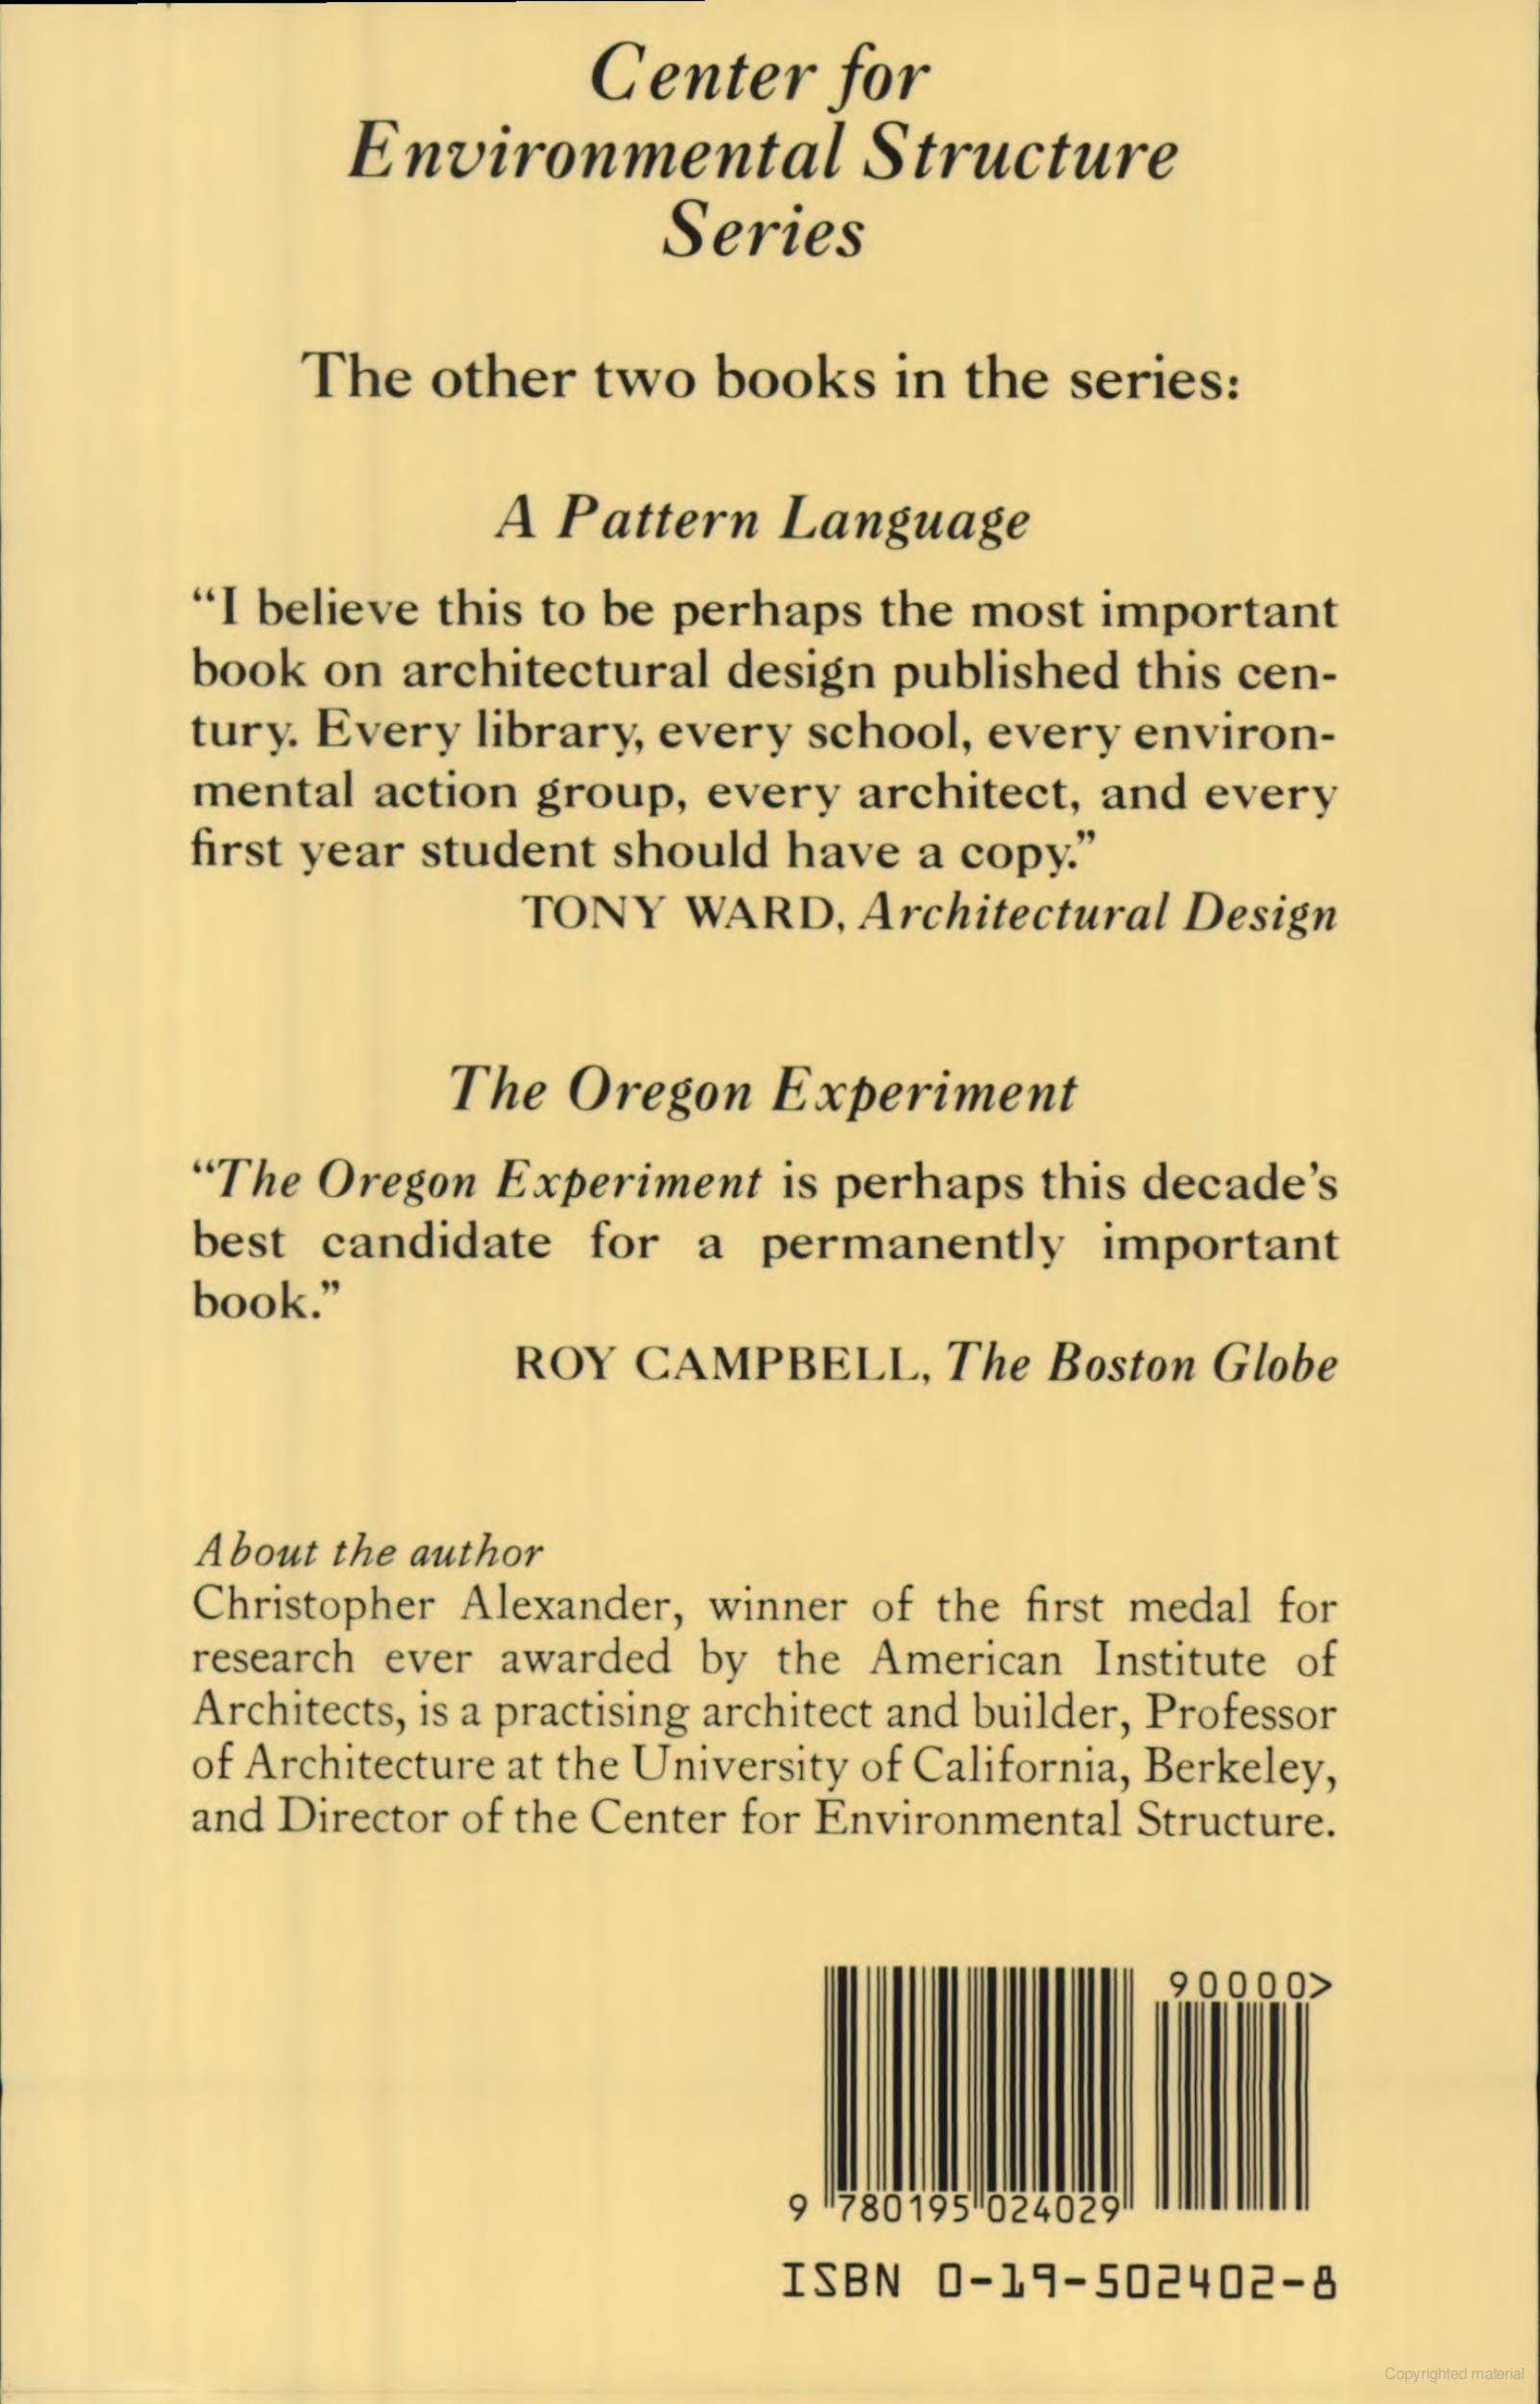 Center for
Environmental Structure
Series
The other two books in the series:
A Pattern Language
“I believe this to be perhaps the most important
book on architectural design published this cen-
tury. Every library, every school, every environ-
mental action group, every architect, and every
first year student should have a copy.”
TONY WARD, Architectural Design
The Oregon Experiment
“The Oregon Experiment is perhaps this decade’s
best candidate for a permanently important
book.”
ROY CAMPBELL, The Boston Globe
About the author
Christopher Alexander, winner of the first medal for
research ever awarded by the American Institute of
Architects, is a practising architect and builder, Professor
of Architecture at the University of California, Berkeley,
and Director of the Center for Environmental Structure.
90000>
9 780195 024029
ISBN 0-19-502402-8
Copyrighted material